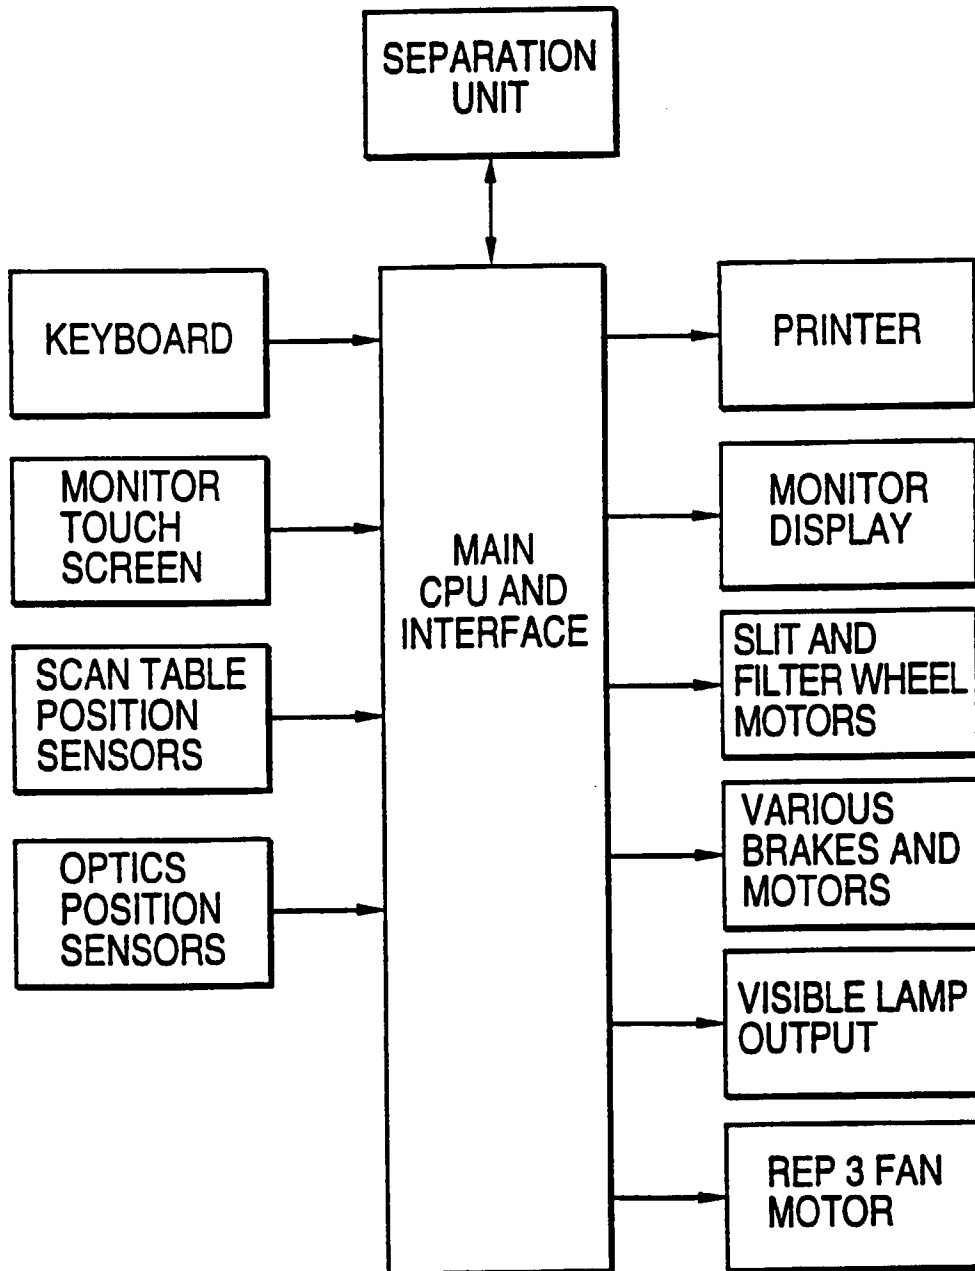 SEPARATION
UNIT
KEYBOARD
MONITOR
TOUCH
SCREEN
SCAN TABLE
POSITION
SENSORS
OPTICS
POSITION
SENSORS
MAIN
CPU AND
INTERFACE
PRINTER
MONITOR
DISPLAY
SLIT AND
FILTER WHEEL
MOTORS
VARIOUS
BRAKES AND
MOTORS
VISIBLE LAMP
OUTPUT
REP 3 FAN
MOTOR